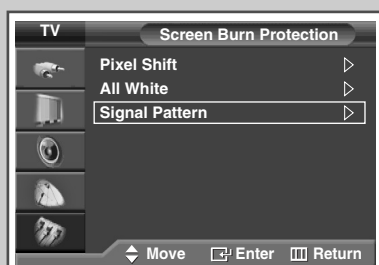 TV
Screen Burn Protection
Pixel Shift
All White
Signal Pattern
Move Enter Return